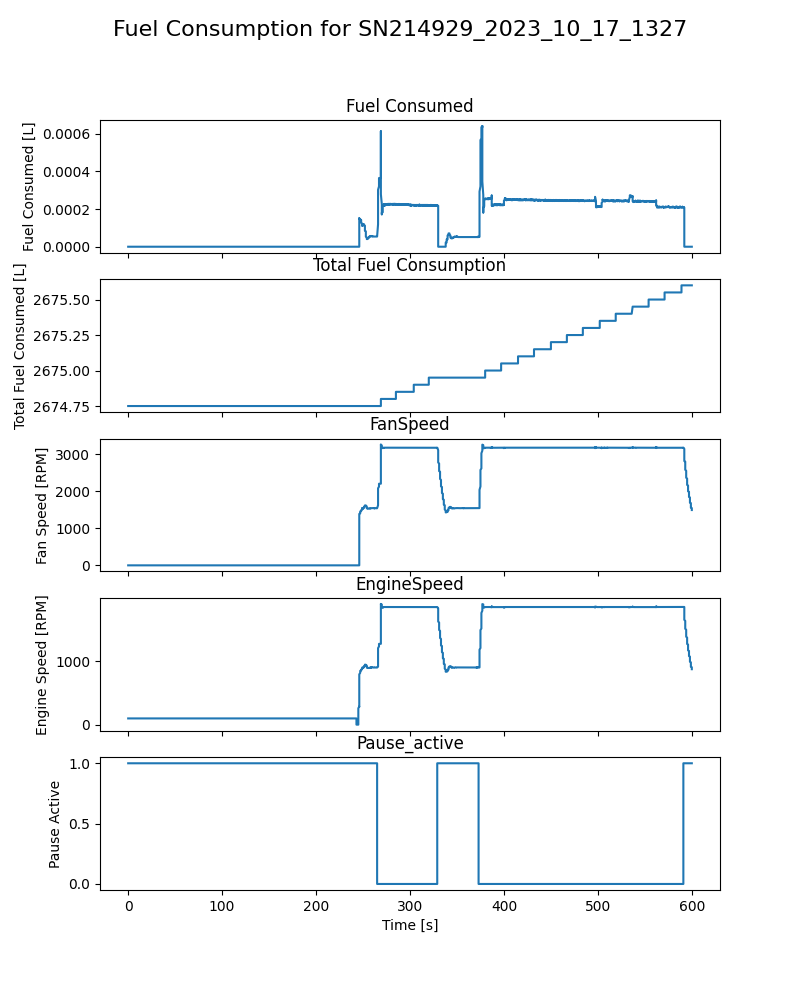 Fuel Consumption for SN214929_2023_10_17_1327
Fuel Consumed
Fuel Consumed [L]
0.0006
0.0004
0.0002
0.0000
Total Fuel Consumption
Total Fuel Consumed [L]
2675.50
2675.25
2675.00
2674.75
FanSpeed
Fan Speed [RPM]
3000
2000
1000
0
EngineSpeed
Engine Speed [RPM]
1000
0
Pause_active
Pause Active
1.0
0.5
0.0
0 100 200 300 400 500 600
Time [s]